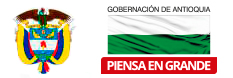 GOBERNACIÓN DE ANTIOQUIA
PIENSA EN GRANDE